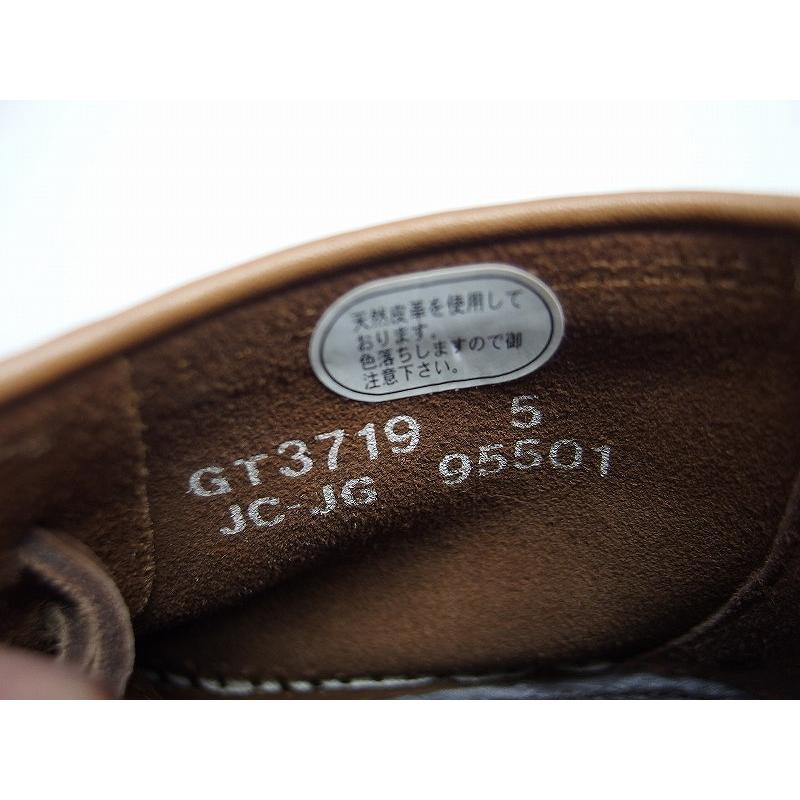 天然皮革を使用して
おります。
色落ちしますので御
注意下さい。
GT3719 5
JC-JG 95501